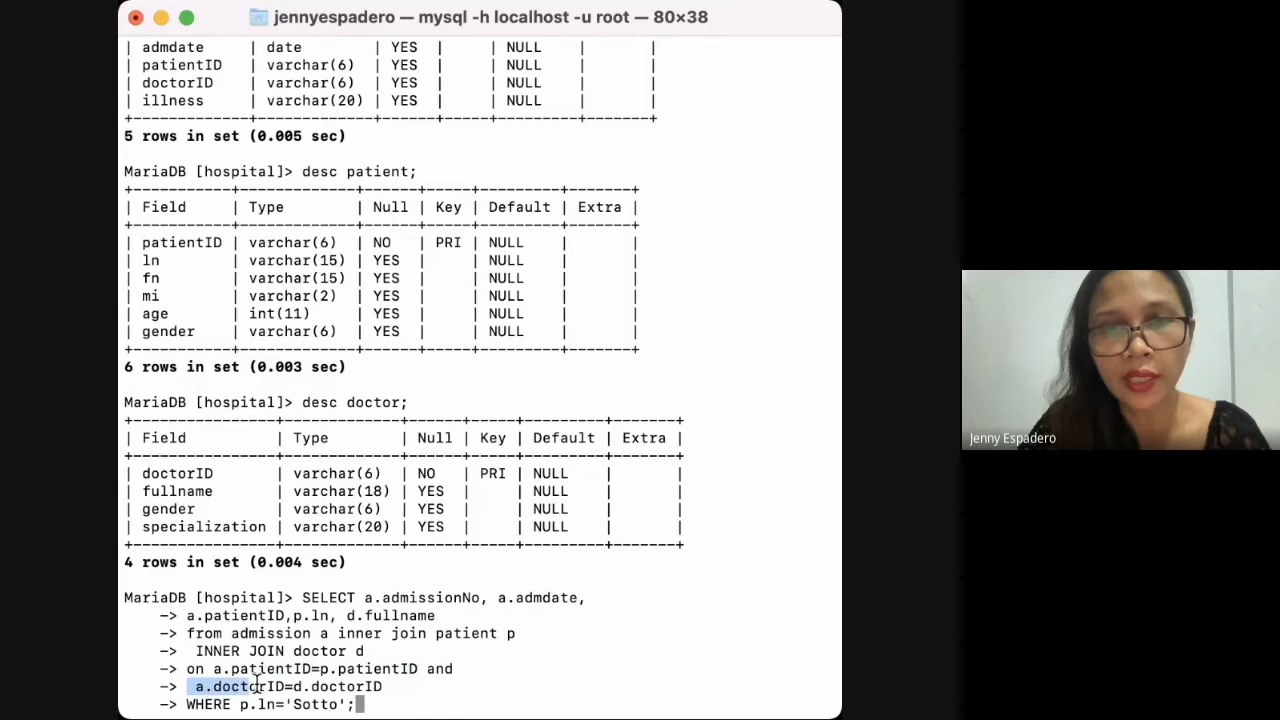 jennyespadero — mysql -h localhost -u root — 80×38
| admdate     | date        | YES  |     | NULL    |       |
| patientID   | varchar(6)  | YES  |     | NULL    |       |
| doctorID    | varchar(6)  | YES  |     | NULL    |       |
| illness     | varchar(20) | YES  |     | NULL    |       |
+-------------+-------------+------+-----+---------+-------+
5 rows in set (0.005 sec)
MariaDB [hospital]> desc patient;
+-----------+-------------+------+-----+---------+-------+
| Field     | Type        | Null | Key | Default | Extra |
+-----------+-------------+------+-----+---------+-------+
| patientID | varchar(6)  | NO   | PRI | NULL    |       |
| ln        | varchar(15) | YES  |     | NULL    |       |
| fn        | varchar(15) | YES  |     | NULL    |       |
| mi        | varchar(2)  | YES  |     | NULL    |       |
| age       | int(11)     | YES  |     | NULL    |       |
| gender    | varchar(6)  | YES  |     | NULL    |       |
+-----------+-------------+------+-----+---------+-------+
6 rows in set (0.003 sec)
MariaDB [hospital]> desc doctor;
+----------------+-------------+------+-----+---------+-------+
| Field          | Type        | Null | Key | Default | Extra |
+----------------+-------------+------+-----+---------+-------+
| doctorID       | varchar(6)  | NO   | PRI | NULL    |       |
| fullname       | varchar(18) | YES  |     | NULL    |       |
| gender         | varchar(6)  | YES  |     | NULL    |       |
| specialization | varchar(20) | YES  |     | NULL    |       |
+----------------+-------------+------+-----+---------+-------+
4 rows in set (0.004 sec)
MariaDB [hospital]> SELECT a.admissionNo, a.admdate,
    -> a.patientID,p.ln, d.fullname
    -> from admission a inner join patient p
    ->  INNER JOIN doctor d
    -> on a.patientID=p.patientID and
    ->  a.doctorID=d.doctorID
    -> WHERE p.ln='Sotto';
Jenny Espadero